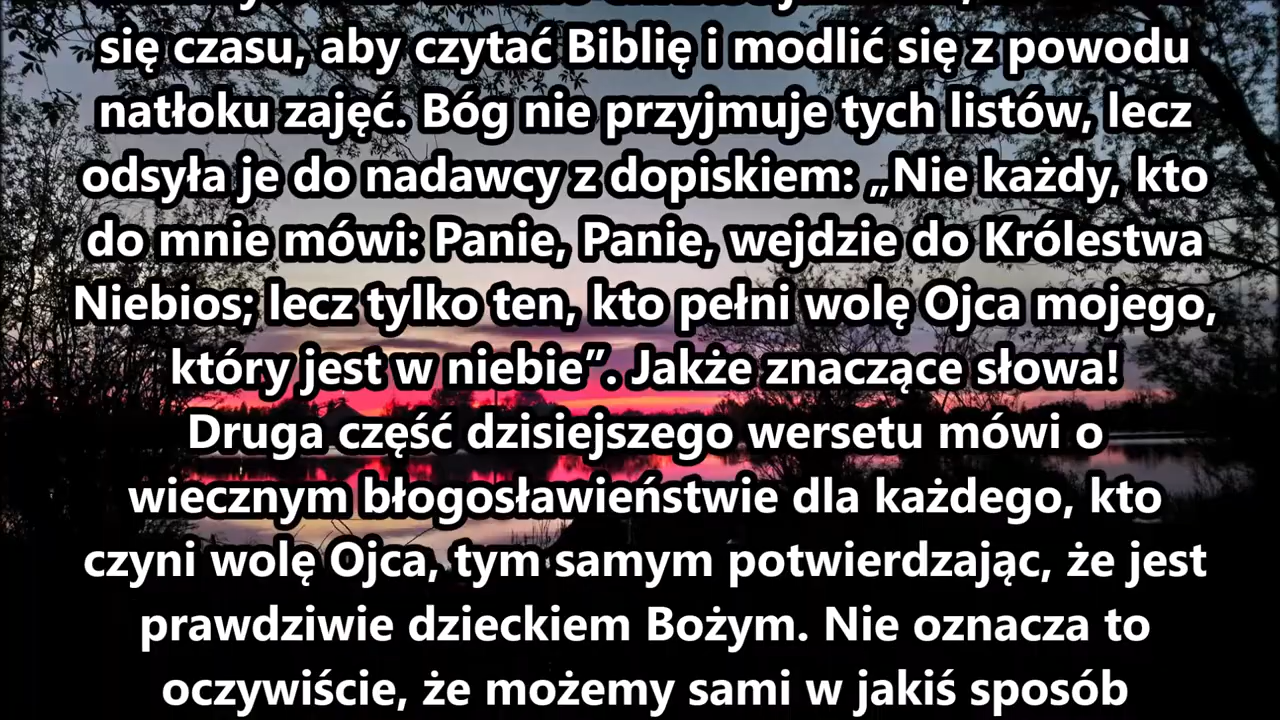 się czasu, aby czytać Biblię i modlić się z powodu
natłoku zajęć. Bóg nie przyjmuje tych listów, lecz
odsyła je do nadawcy z dopiskiem: „Nie każdy, kto
do mnie mówi: Panie, Panie, wejdzie do Królestwa
Niebios; lecz tylko ten, kto pełni wolę Ojca mojego,
który jest w niebie”. Jakże znaczące słowa!
Druga część dzisiejszego wersetu mówi o
wiecznym błogosławieństwie dla każdego, kto
czyni wolę Ojca, tym samym potwierdzając, że jest
prawdziwie dzieckiem Bożym. Nie oznacza to
oczywiście, że możemy sami w jakiś sposób